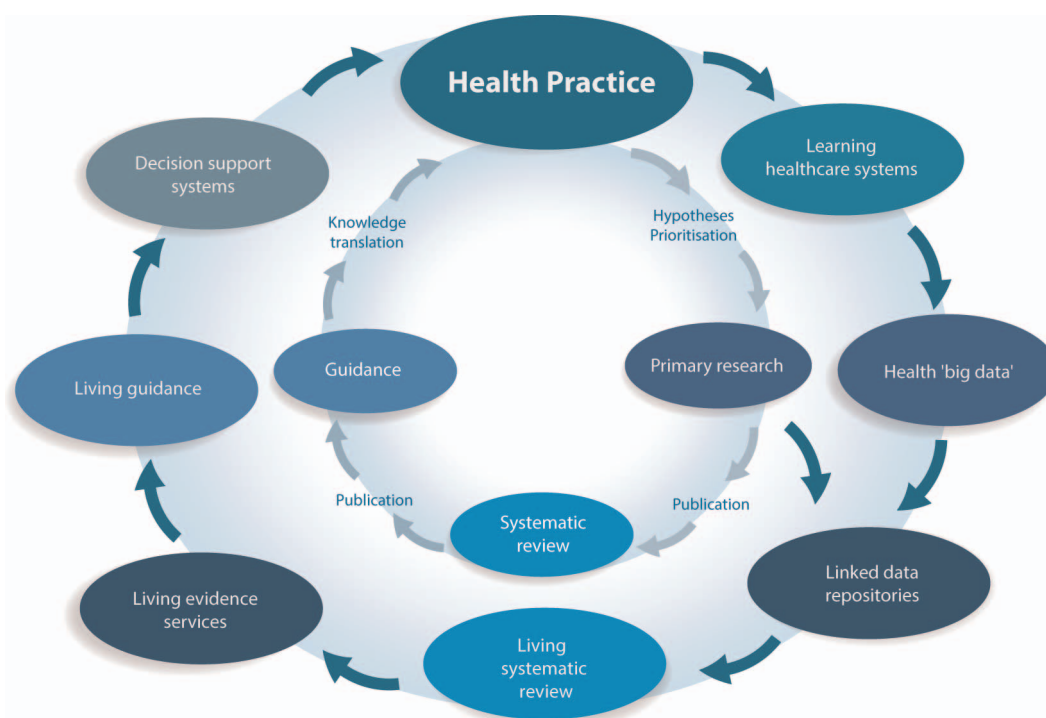 Health Practice
Decision support
systems
Learning
healthcare systems
Knowledge
translation
Hypotheses
Prioritisation
Living guidance
Guidance
Primary research
Health 'big data'
Publication
Publication
Systematic
review
Living evidence
services
Linked data
repositories
Living
systematic
review